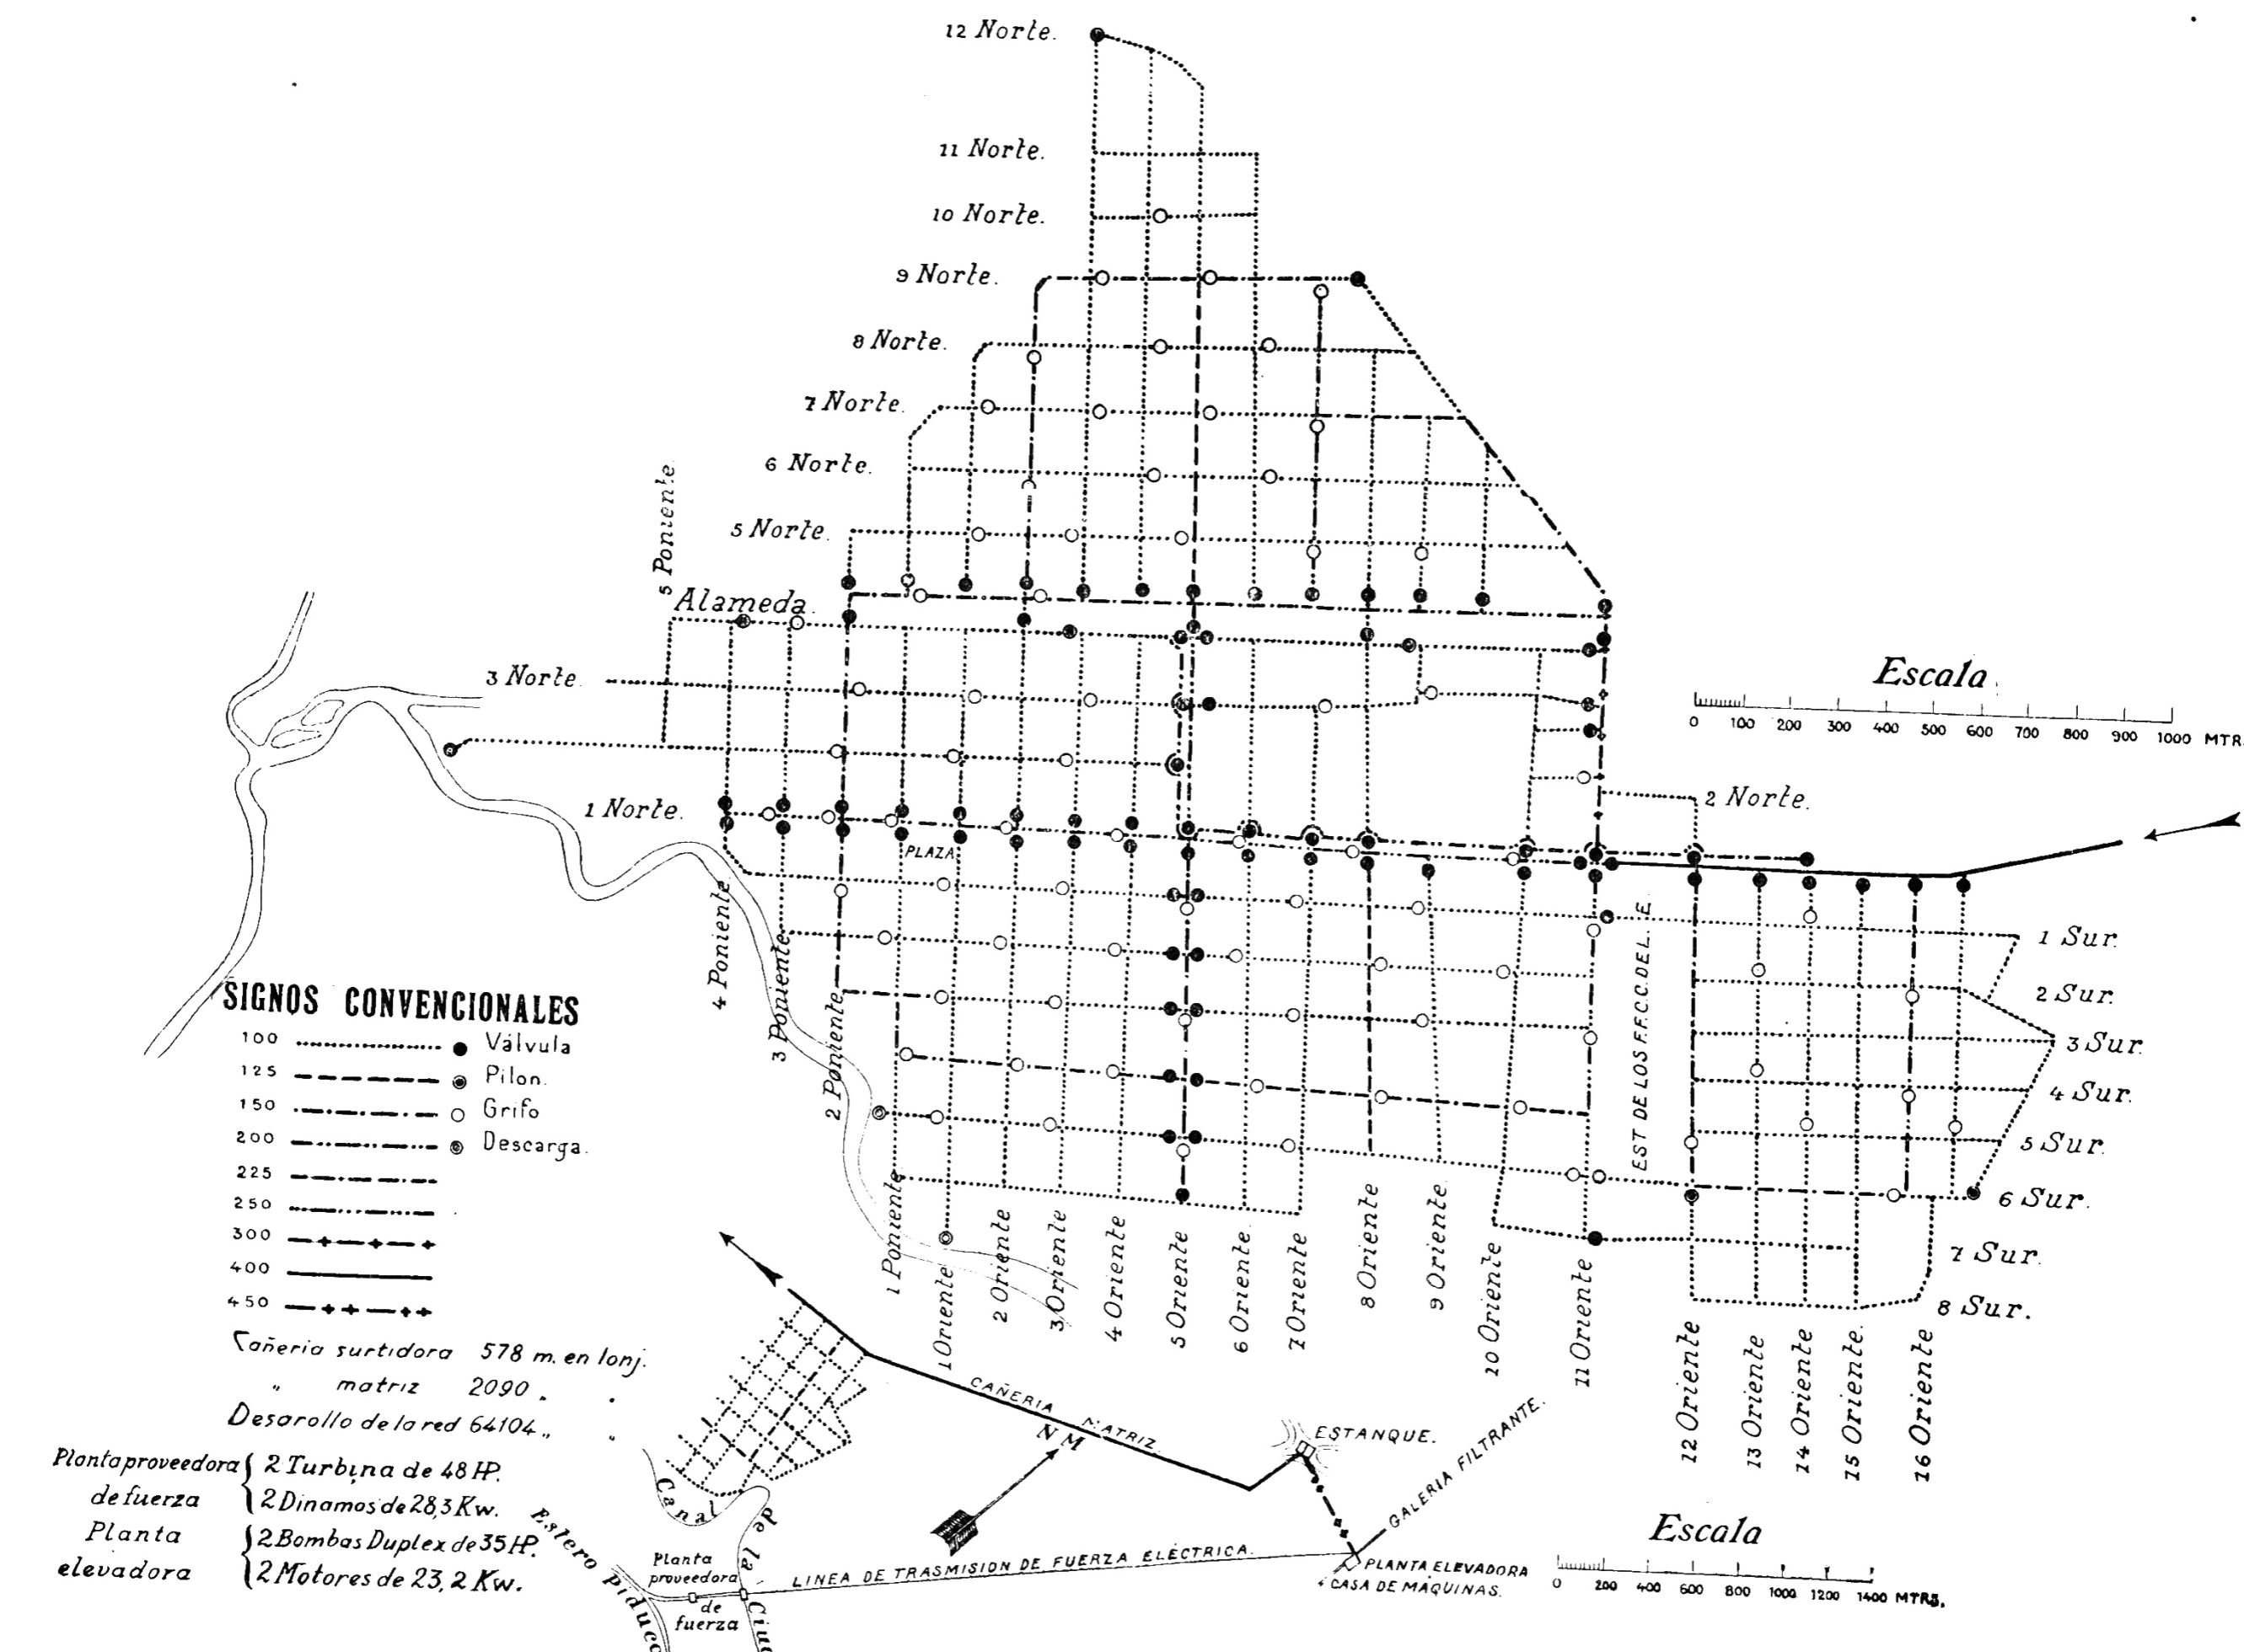 12 Norte.
11 Norte.
10 Norte.
9 Norte.
8 Norte.
7 Norte.
6 Norte.
5 Norte.
5 Poniente.
Alameda.
3 Norte.
1 Norte.
2 Norte.
PLAZA
Escala
0 100 200 300 400 500 600 700 800 900 1000 MTR
4 Poniente
3 Poniente
2 Poniente
1 Poniente
1 Oriente
2 Oriente
3 Oriente
4 Oriente
5 Oriente
6 Oriente.
7 Oriente
8 Oriente
9 Oriente.
10 Oriente
11 Oriente
12 Oriente
13 Oriente
14 Oriente
15 Oriente.
16 Oriente
EST DE LOS F.F.C.C. DEL. E.
1 Sur.
2 Sur.
3 Sur.
4 Sur.
5 Sur.
6 Sur.
7 Sur.
8 Sur.
SIGNOS CONVENCIONALES
100 Válvula
125 Pilon.
150 Grifo
200 Descarga.
225
250
300
400
450
Cañeria surtidora 578 m. en lonj.
" matriz 2090 "
Desarollo de la red 64104 "
Planta proveedora de fuerza { 2 Turbina de 48 HP.
2 Dinamos de 28,3 Kw.
Planta elevadora { 2 Bombas Duplex de 35 HP.
2 Motores de 23,2 Kw.
CAÑERIA MATRIZ
N M
ESTANQUE.
GALERIA FILTRANTE.
Canal de la
Estero Piduco
Planta
proveedora
de
fuerza
LINEA DE TRASMISION DE FUERZA ELÉCTRICA.
PLANTA ELEVADORA
CASA DE MÁQUINAS.
Escala
0 200 400 600 800 1000 1200 1400 MTRS.